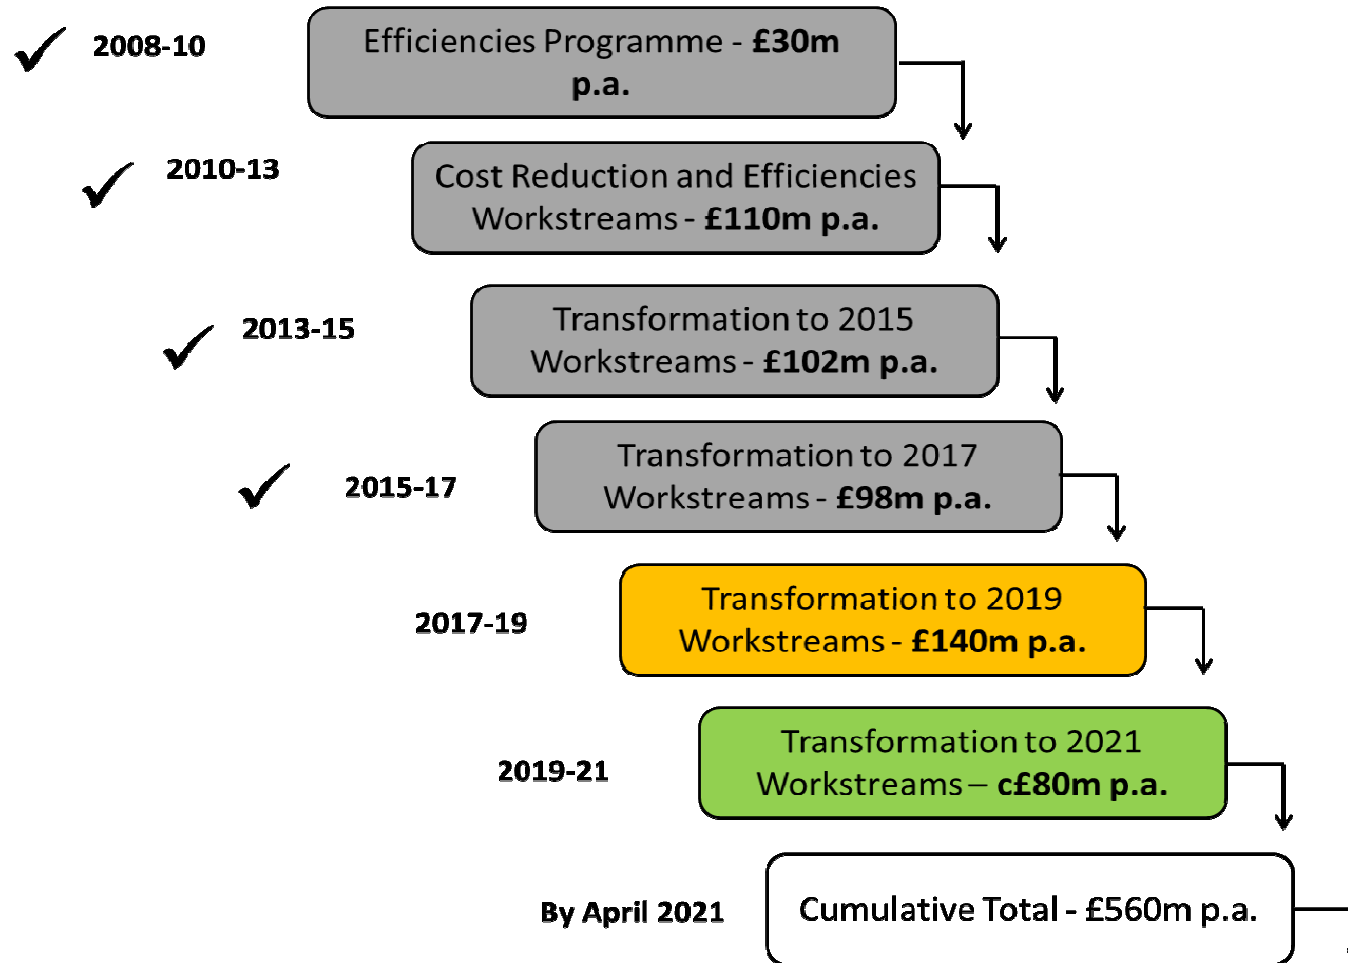 2008-10
Efficiencies Programme - £30m
p.a.
2010-13
Cost Reduction and Efficiencies
Workstreams - £110m p.a.
2013-15
Transformation to 2015
Workstreams - £102m p.a.
2015-17
Transformation to 2017
Workstreams - £98m p.a.
2017-19
Transformation to 2019
Workstreams - £140m p.a.
2019-21
Transformation to 2021
Workstreams – c£80m p.a.
By April 2021
Cumulative Total - £560m p.a.